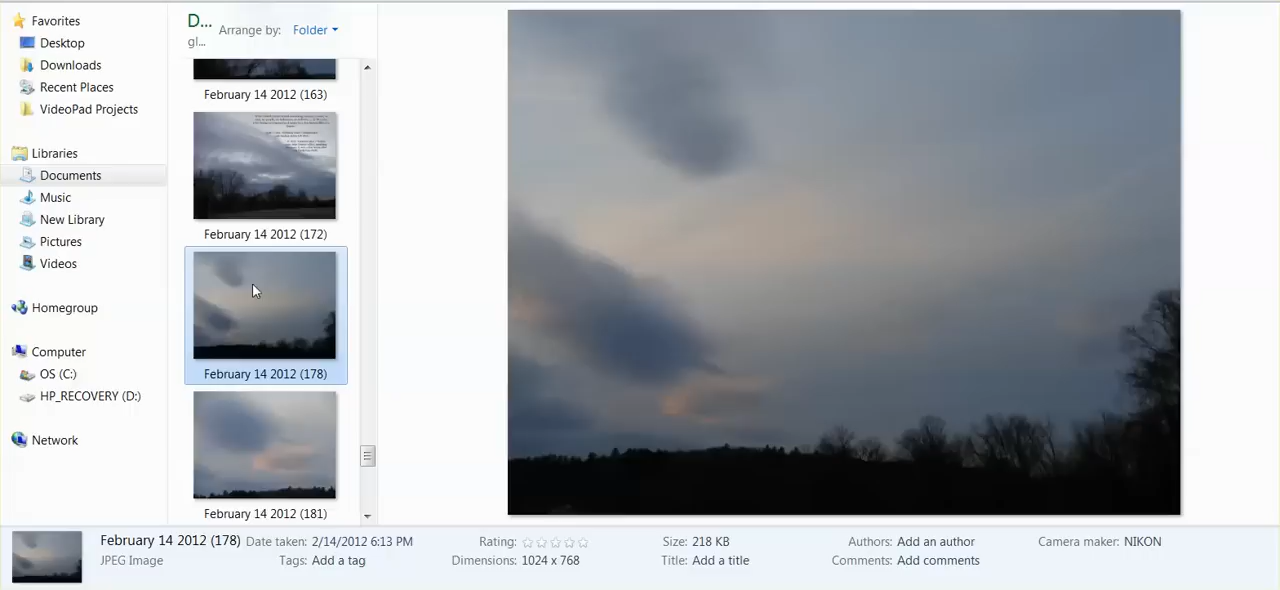 Favorites
Desktop
Downloads
Recent Places
VideoPad Projects
Libraries
Documents
Music
New Library
Pictures
Videos
Homegroup
Computer
OS (C:)
HP_RECOVERY (D:)
Network
D...
gl...
Arrange by: Folder
February 14 2012 (163)
February 14 2012 (172)
February 14 2012 (178)
February 14 2012 (181)
February 14 2012 (178) Date taken: 2/14/2012 6:13 PM Rating: Size: 218 KB Authors: Add an author Camera maker: NIKON
JPEG Image Tags: Add a tag Dimensions: 1024 x 768 Title: Add a title Comments: Add comments